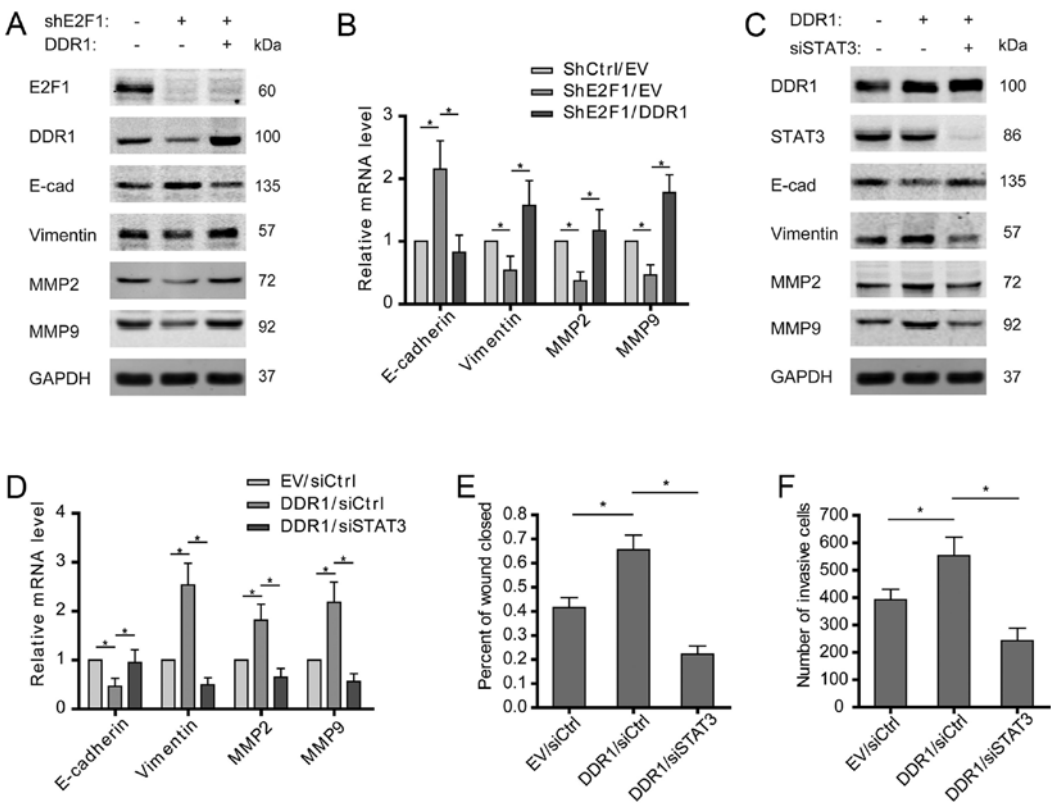 A
shE2F1: - + +
DDR1: - - + kDa
E2F1 60
DDR1 100
E-cad 135
Vimentin 57
MMP2 72
MMP9 92
GAPDH 37
B
ShCtrl/EV
ShE2F1/EV
ShE2F1/DDR1
Relative mRNA level
3
2
1
0
* * * * * * * *
E-cadherin
Vimentin
MMP2
MMP9
C
DDR1: - + +
siSTAT3: - - + kDa
DDR1 100
STAT3 86
E-cad 135
Vimentin 57
MMP2 72
MMP9 92
GAPDH 37
D
EV/siCtrl
DDR1/siCtrl
DDR1/siSTAT3
Relative mRNA level
4
3
2
1
0
* * * * * * * *
E-cadherin
Vimentin
MMP2
MMP9
E
Percent of wound closed
0.8
0.7
0.6
0.5
0.4
0.3
0.2
0.1
0.0
* *
EV/siCtrl
DDR1/siCtrl
DDR1/siSTAT3
F
Number of invasive cells
700
600
500
400
300
200
100
0
* *
EV/siCtrl
DDR1/siCtrl
DDR1/siSTAT3